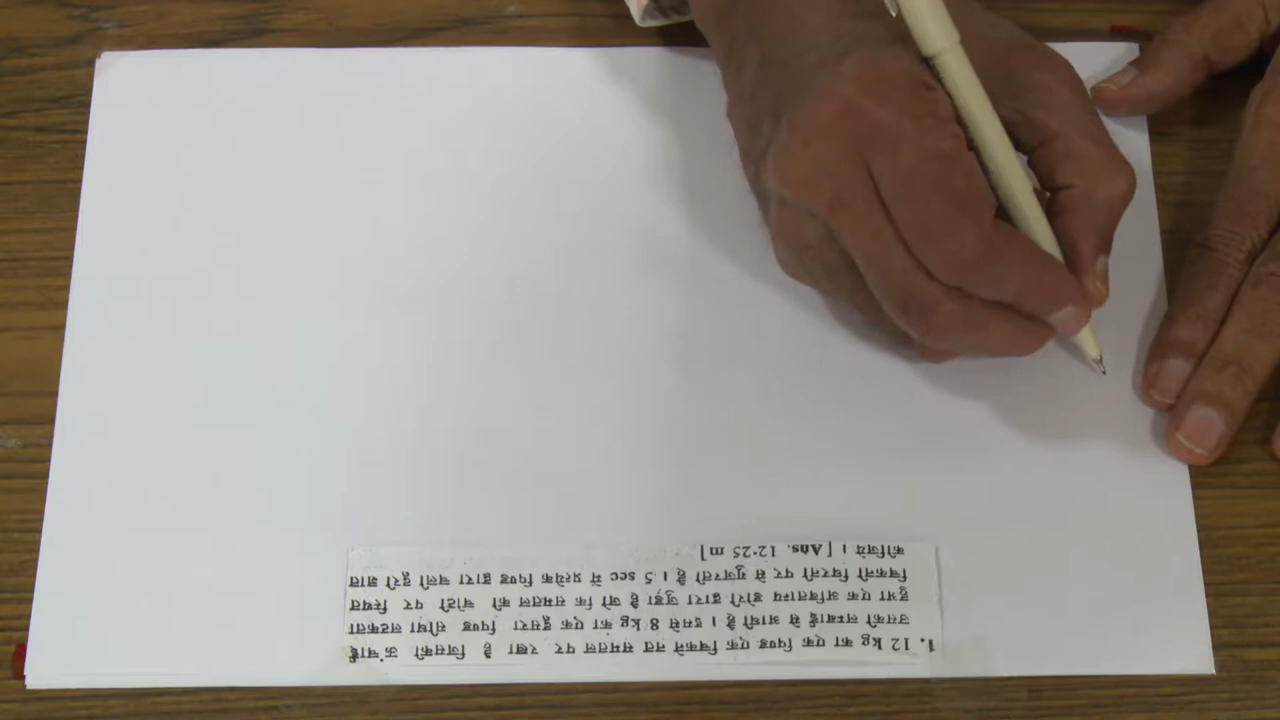 1. 12 kg का एक पिण्ड एक चिकने नत समतल पर रखा है जिसकी ऊंचाई
उसकी लम्बाई से आधी है । इससे 8 kg का एक दूसरा पिण्ड सीधा लटकता
हुआ एक अवितान्य डोरी द्वारा जुड़ा है जो कि समतल की चोटी पर स्थित
चिकनी घिरनी पर से गुजरती है । 5 sec में प्रत्येक पिण्ड द्वारा चली दूरी ज्ञात
कीजिये । [Ans. 12·25 m]